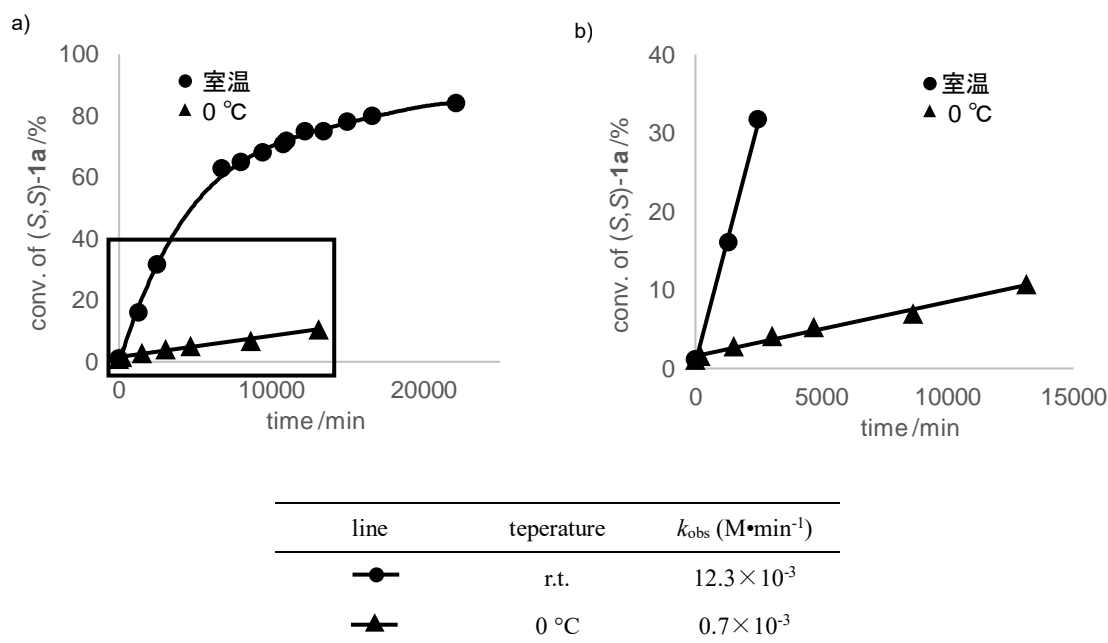 a)
100
80
60
40
20
0
conv. of (S,S)-1a /%
室温
0 ℃
0
10000
20000
time /min
b)
40
30
20
10
0
conv. of (S,S)-1a /%
室温
0 ℃
0
5000
10000
15000
time /min
line teperature k_obs (M•min⁻¹)
r.t. 12.3×10⁻³
0 °C 0.7×10⁻³